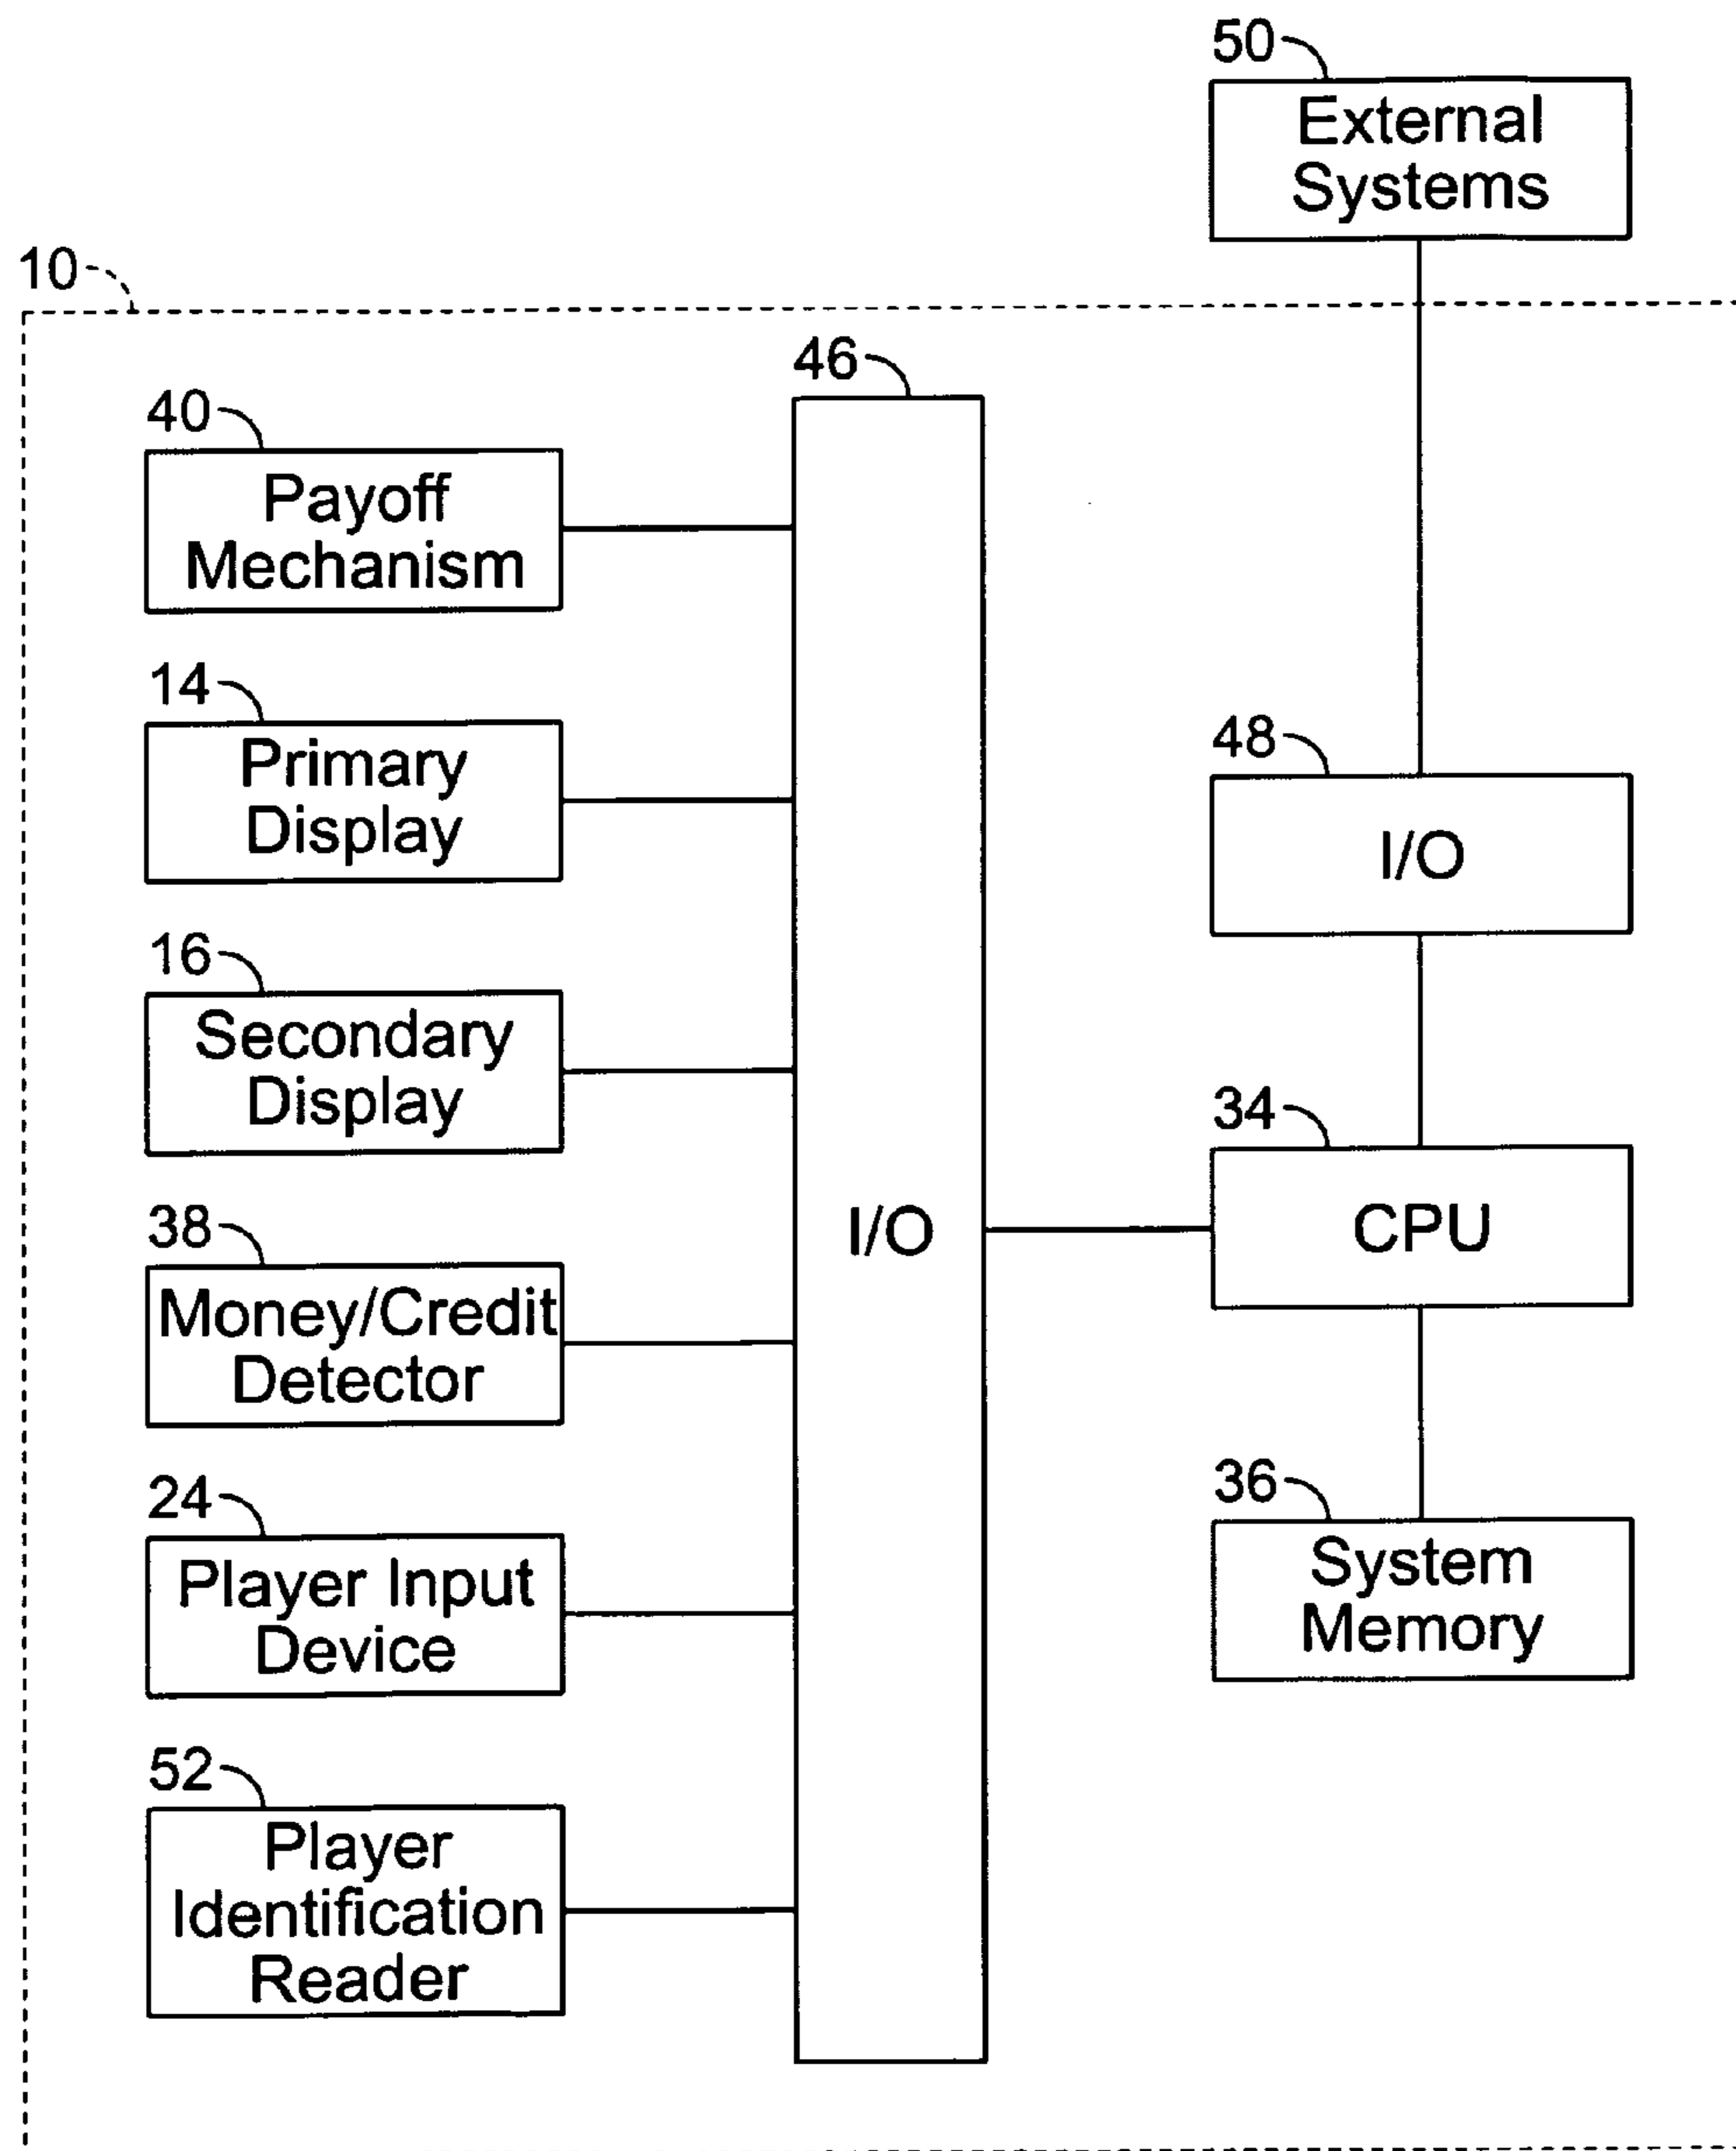 50
External
Systems
10
46
40
Payoff
Mechanism
14
Primary
Display
48
I/O
16
Secondary
Display
34
CPU
38
Money/Credit
Detector
I/O
24
Player Input
Device
36
System
Memory
52
Player
Identification
Reader